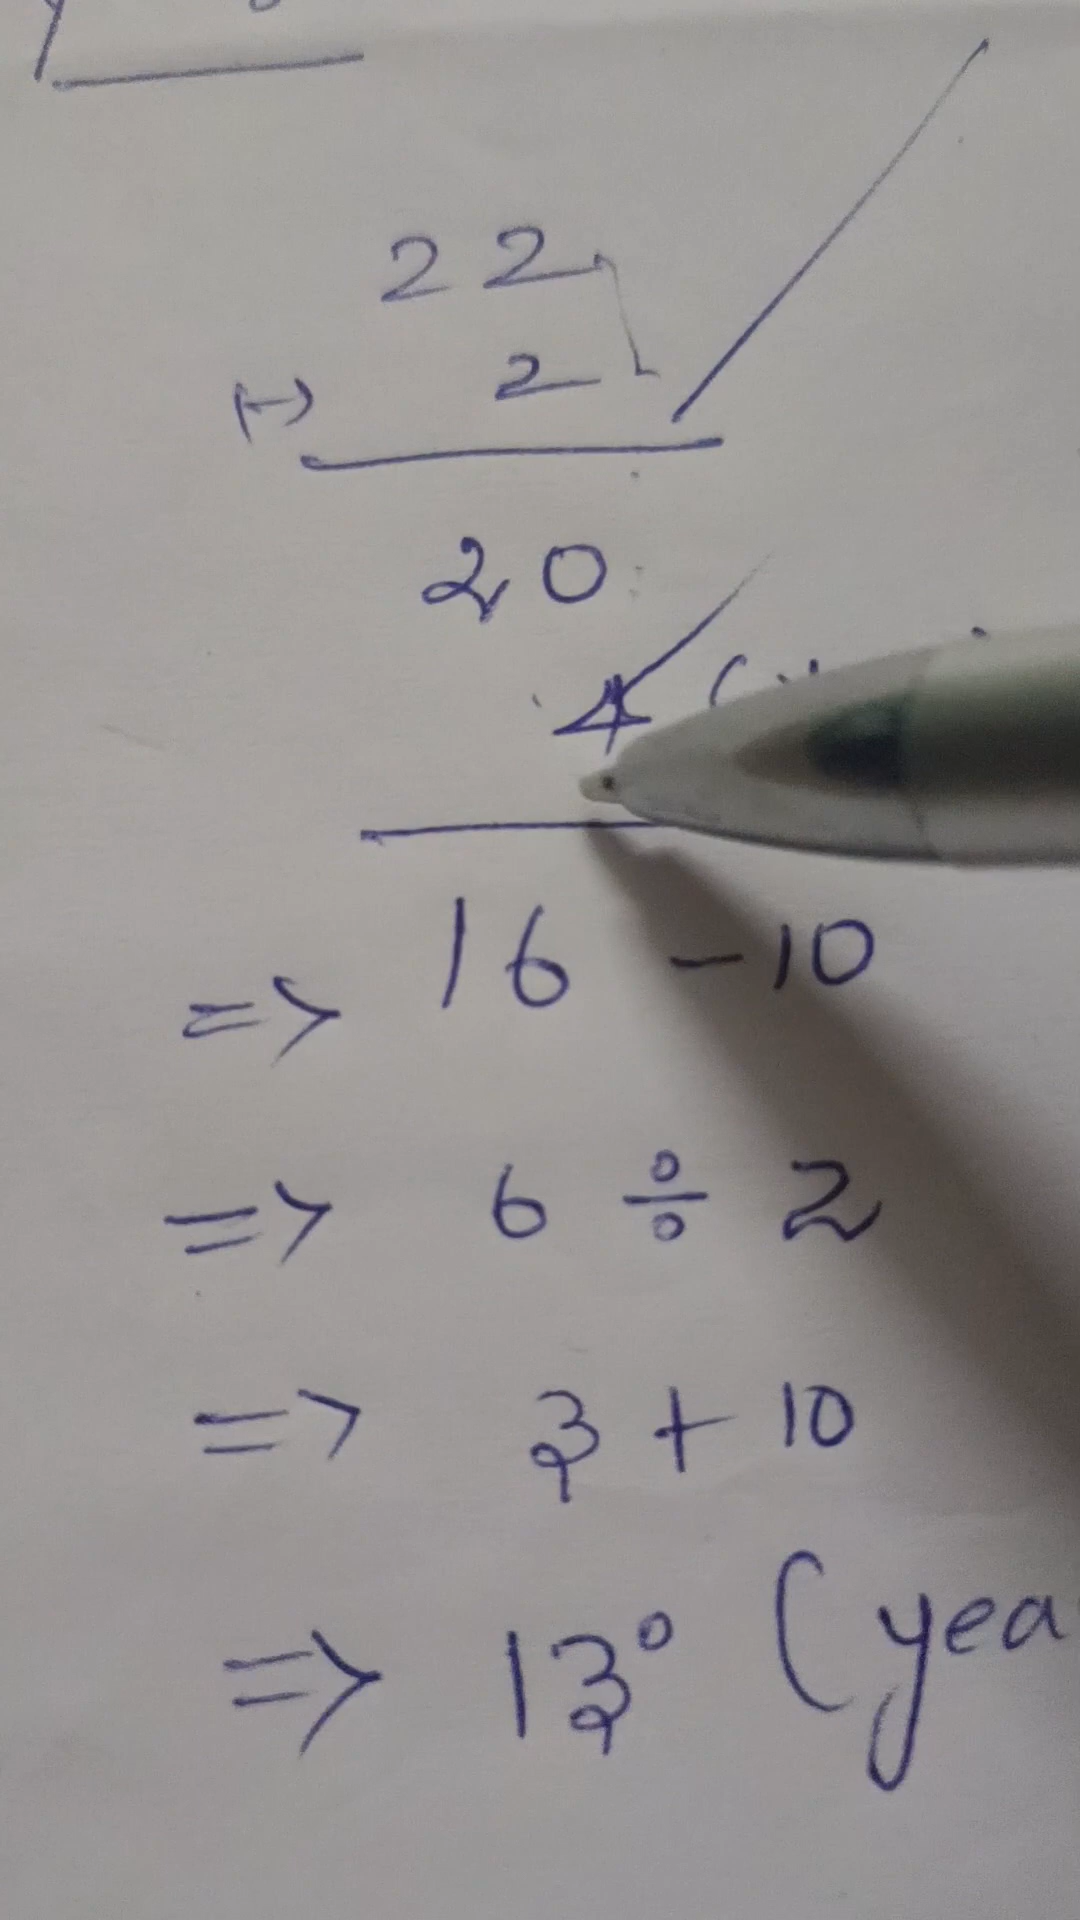 22
(-) 2
20
4
=> 16 - 10
=> 6 ÷ 2
=> 3 + 10
=> 13° (yea